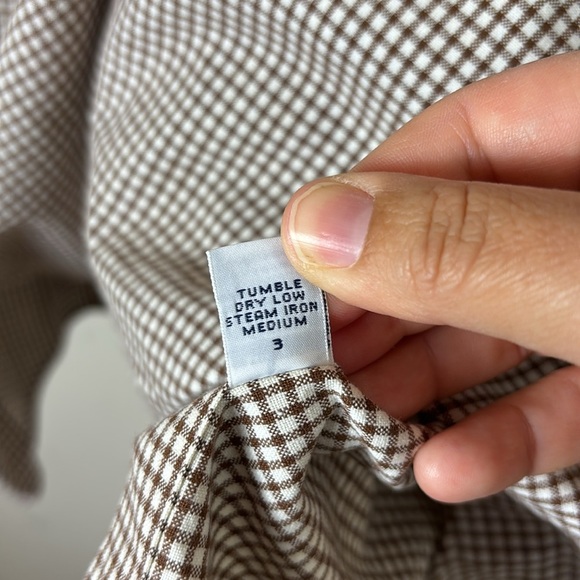 TUMBLE
DRY LOW
STEAM IRON
MEDIUM
3